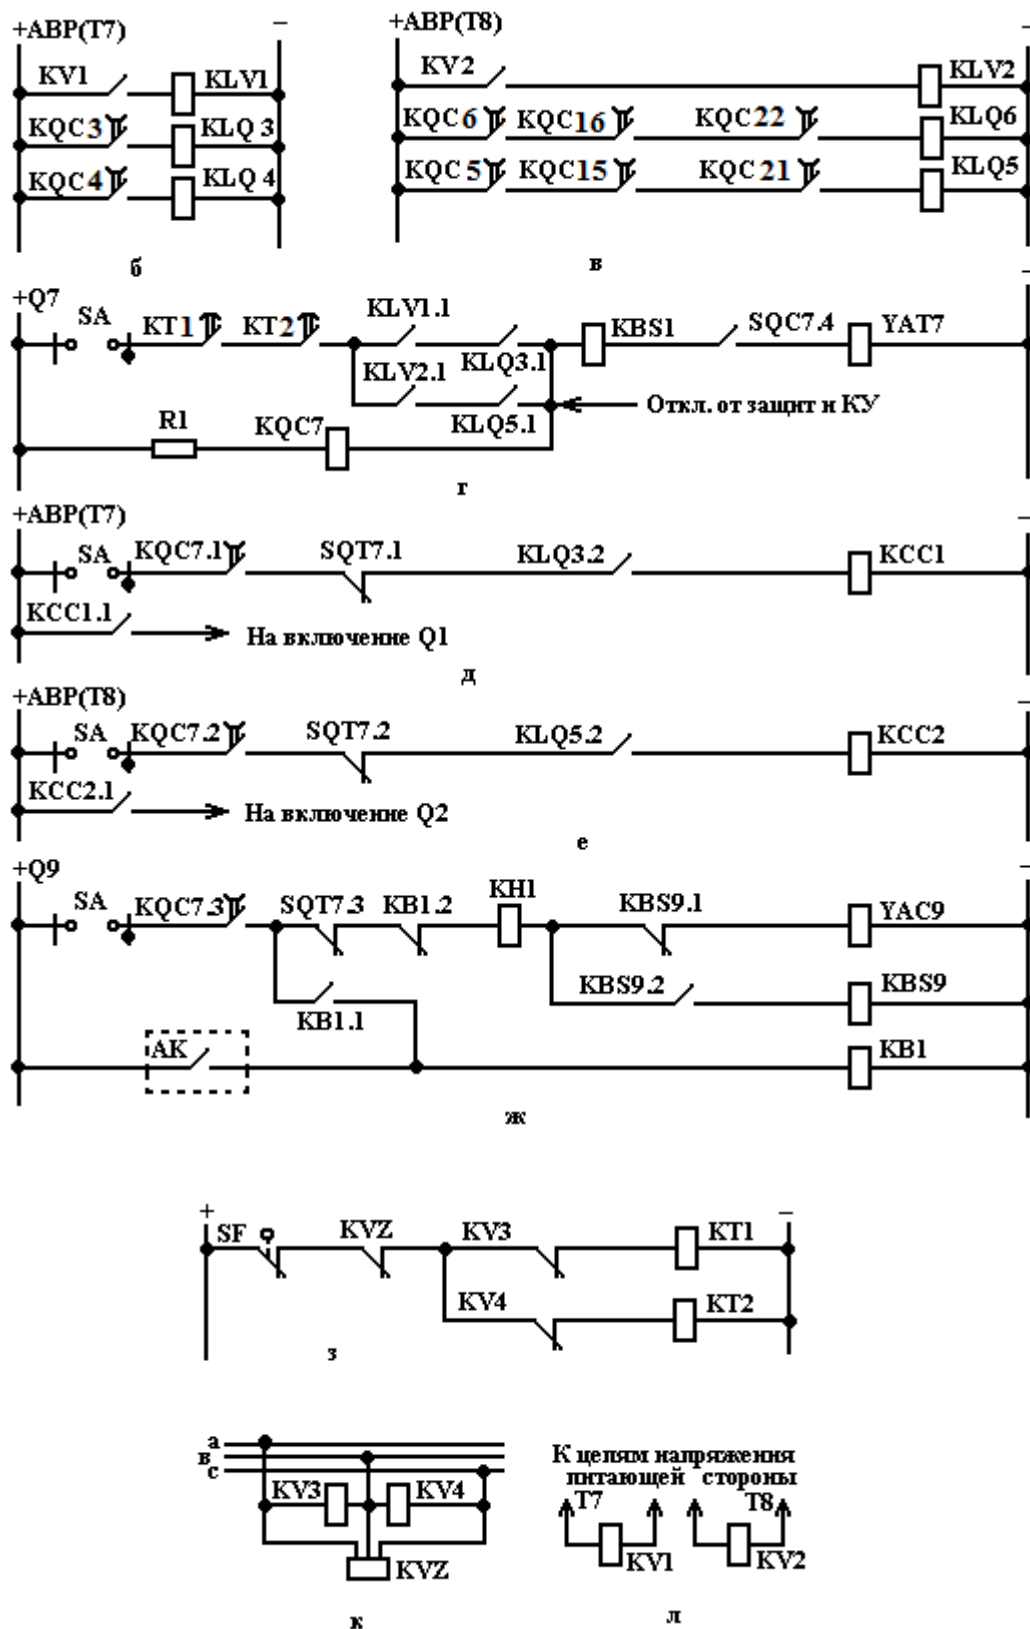 +АВР(Т7) –
KV1 KLV1
KQC3 KLQ 3
KQC4 KLQ 4
б
+АВР(Т8) –
KV2 KLV2
KQC6 KQC16 KQC22 KLQ6
KQC5 KQC15 KQC21 KLQ5
в
+Q7 –
SA KT1 KT2 KLV1.1 KBS1 SQC7.4 YAT7
KLQ3.1
KLV2.1
KLQ5.1 Откл. от защит и КУ
R1 KQC7
г
+АВР(Т7) –
SA KQC7.1 SQT7.1 KLQ3.2 KCC1
KCC1.1 На включение Q1
д
+АВР(Т8) –
SA KQC7.2 SQT7.2 KLQ5.2 KCC2
KCC2.1 На включение Q2
е
+Q9 –
SA KQC7.3 SQT7.3 KB1.2 KH1 KBS9.1 YAC9
KBS9.2 KBS9
KB1.1
АК KB1
ж
+ –
SF KVZ KV3 KT1
KV4 KT2
з
а
в
с
KV3 KV4
KVZ
к
К цепям напряжения
питающей стороны
Т7 Т8
KV1 KV2
л